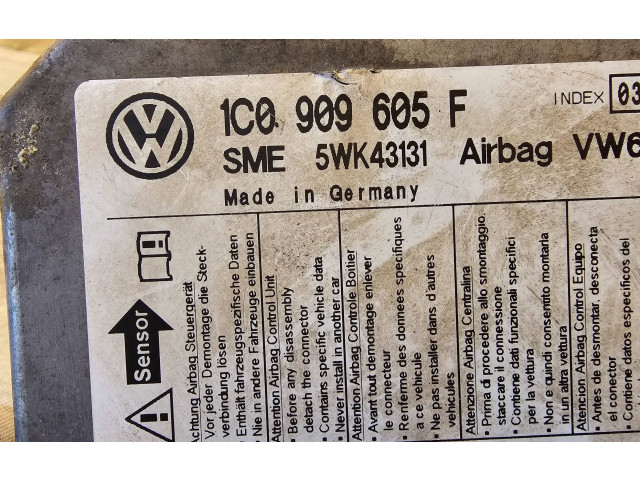 1C0 909 605 F
INDEX 03
SME 5WK43131 Airbag VW6
Made in Germany
Sensor
Achtung Airbag Steuergerät
• Vor jeder Demontage die Steck-
verbindung lösen
• Enthält fahrzeugspezifische Daten
• Nie in andere Fahrzeuge einbauen
Attention Airbag Control Unit
• Before any disassembly
detach the connector
• Contains specific vehicle data
• Never install in another car
Attention Airbag Controle Boitier
• Avant tout demontage enlever
le connecteur
• Renferme des donnees specifiques
a ce vehicule
• Ne pas installer dans d'autres
vehicules
Attenzione Airbag Centralina
• Prima di procedere allo smontaggio,
staccare il connessione
• Contiene dati funzionali specifici
per la vettura
• Non e quindi consentito montaria
in un altra vettura
Atencion Airbag Control Equipo
• Antes de desmontar, desconecta
el conector
• Contiene datos especificos del